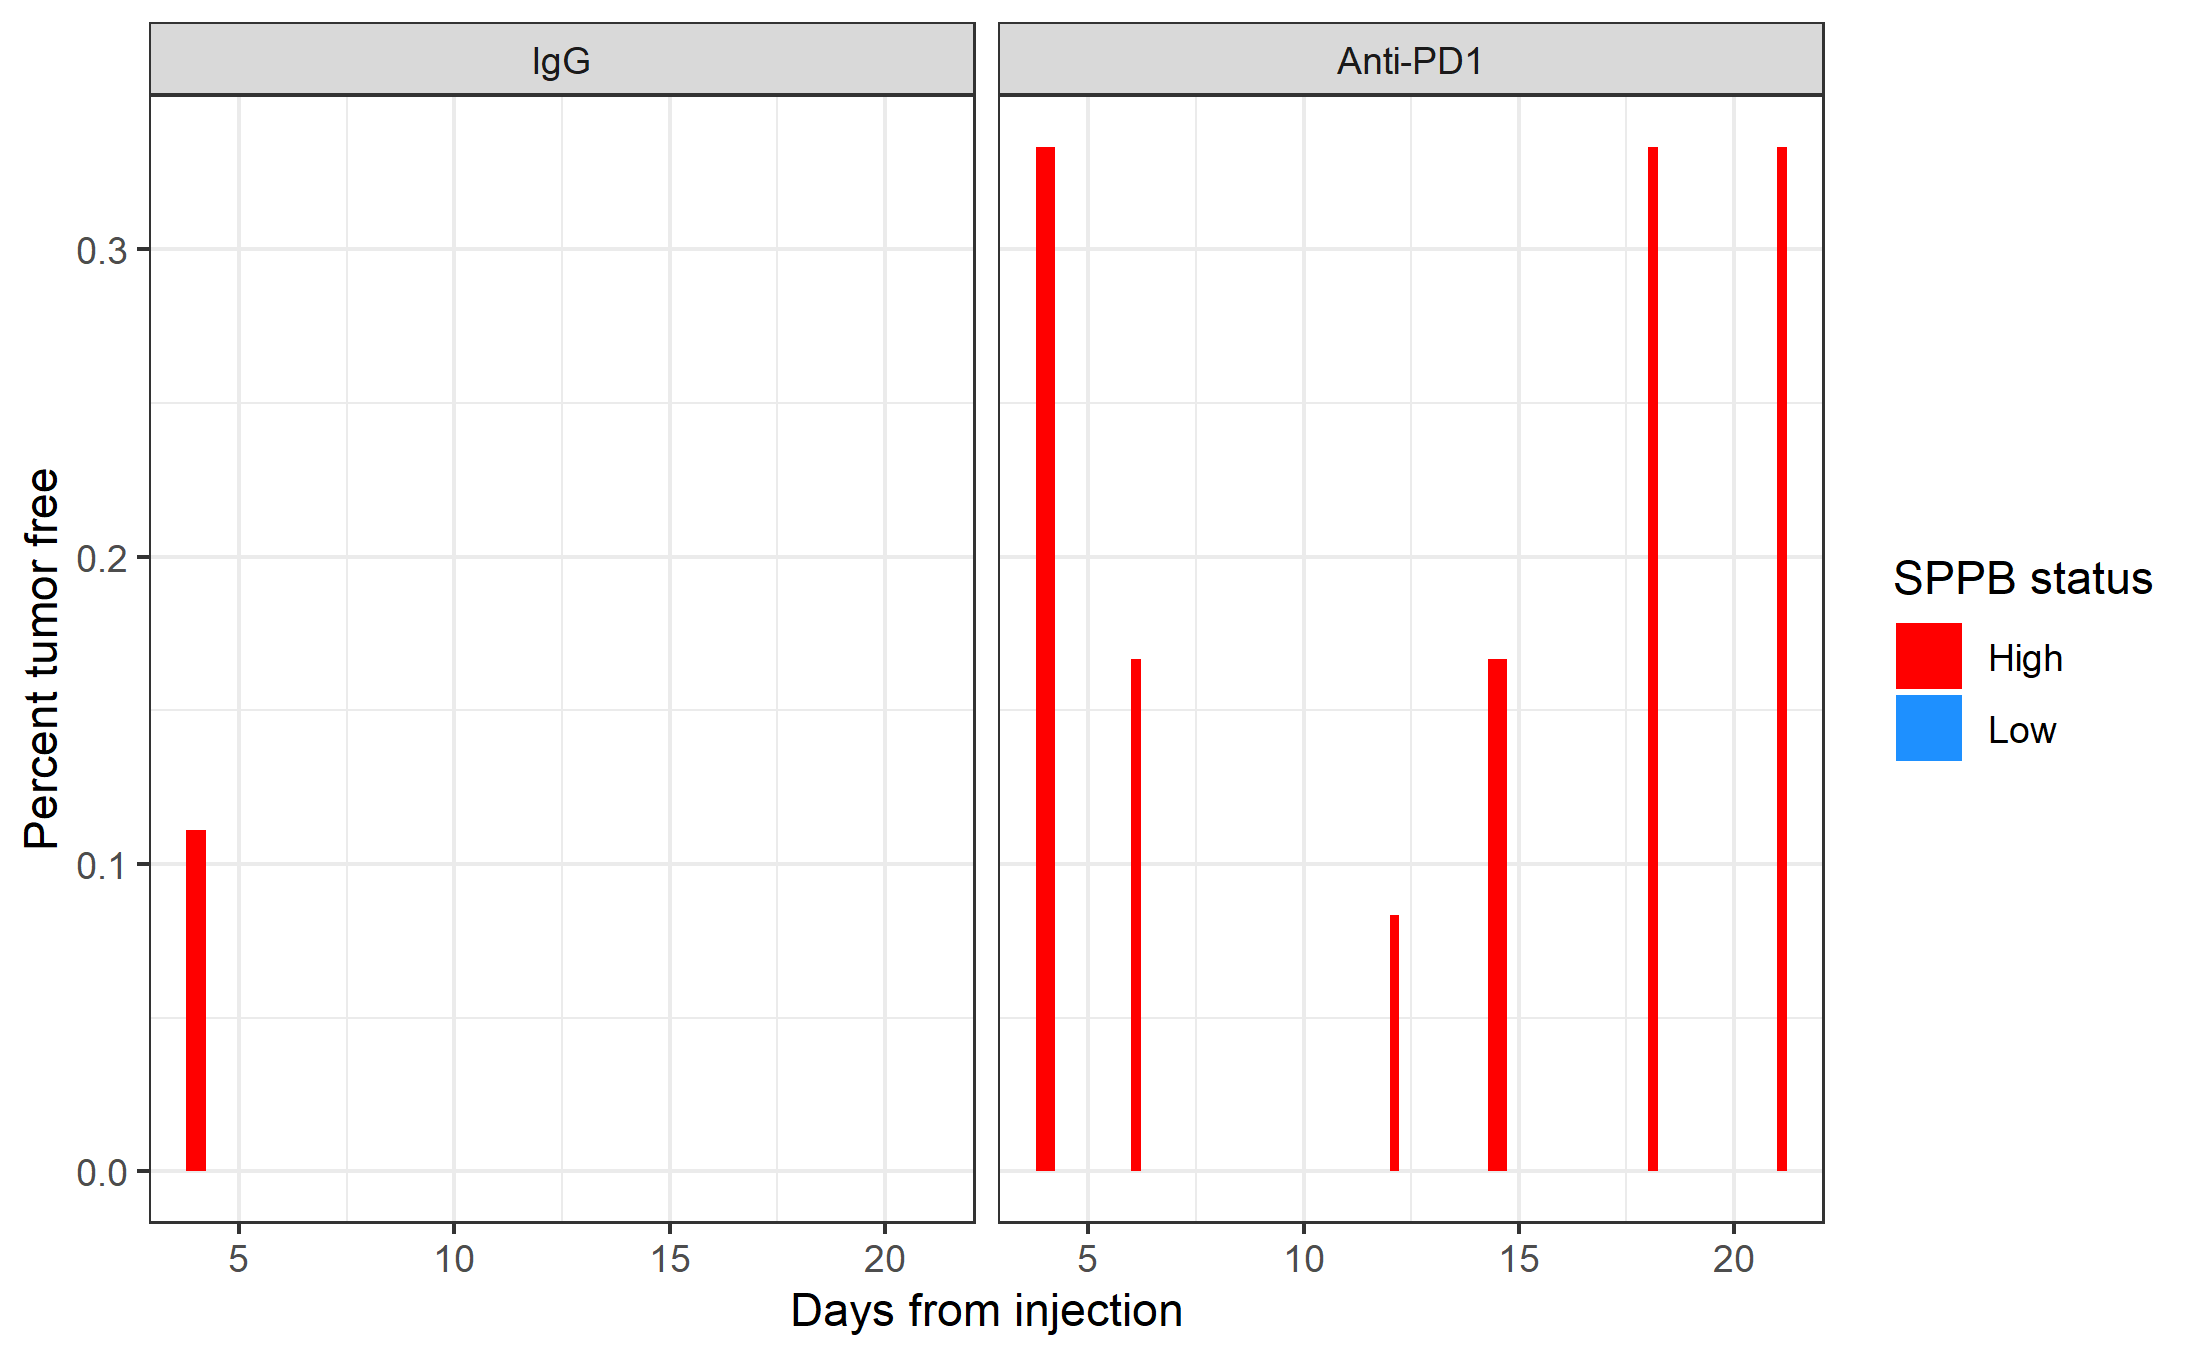 IgG
Anti-PD1
Percent tumor free
0.3
0.2
0.1
0.0
5 10 15 20
5 10 15 20
Days from injection
SPPB status
High
Low